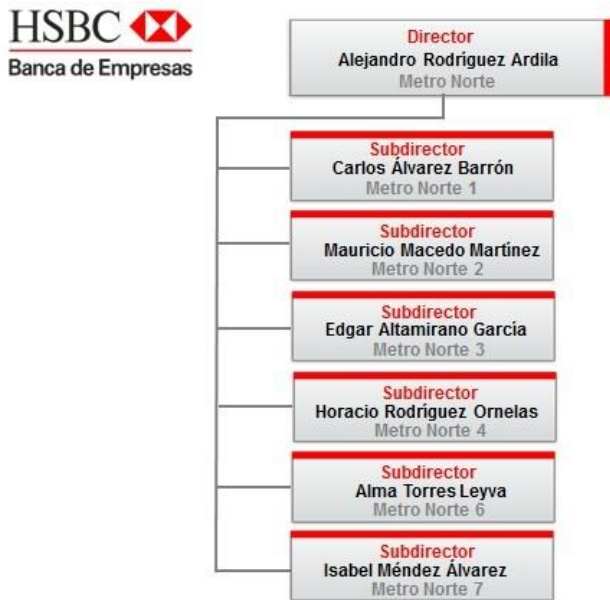 HSBC
Banca de Empresas
Director
Alejandro Rodríguez Ardila
Metro Norte
Subdirector
Carlos Álvarez Barrón
Metro Norte 1
Subdirector
Mauricio Macedo Martínez
Metro Norte 2
Subdirector
Edgar Altamirano García
Metro Norte 3
Subdirector
Horacio Rodríguez Ornelas
Metro Norte 4
Subdirector
Alma Torres Leyva
Metro Norte 6
Subdirector
Isabel Méndez Álvarez
Metro Norte 7